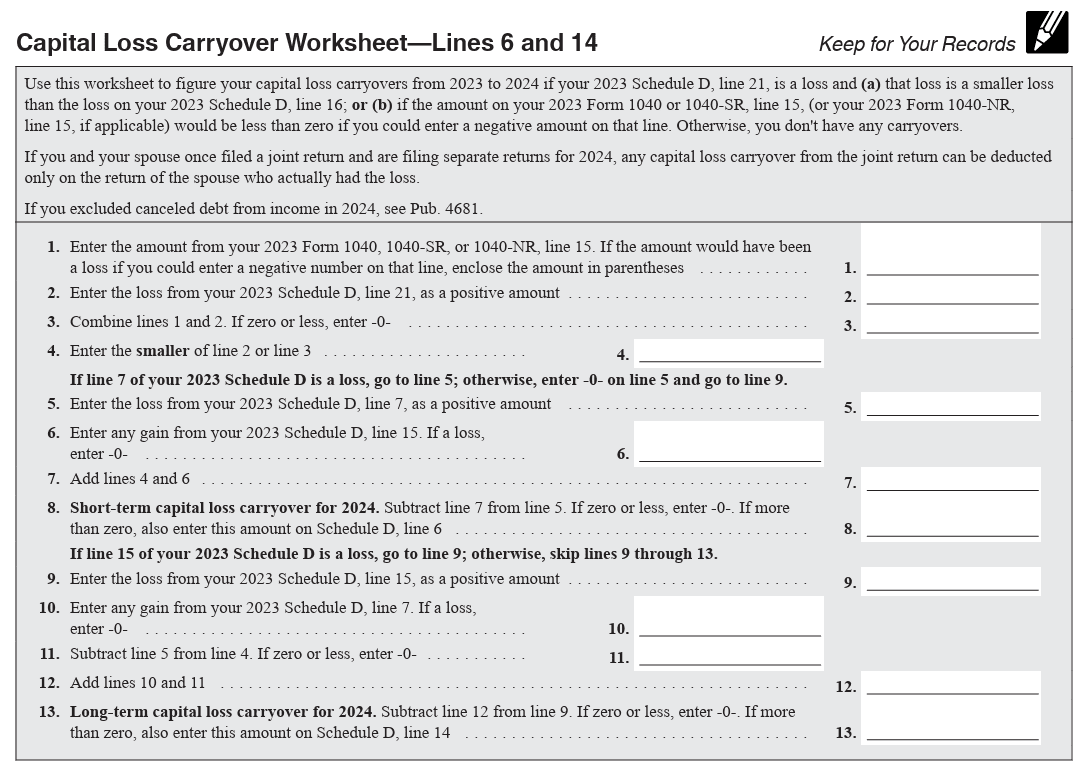 Capital Loss Carryover Worksheet—Lines 6 and 14
Keep for Your Records
Use this worksheet to figure your capital loss carryovers from 2023 to 2024 if your 2023 Schedule D, line 21, is a loss and (a) that loss is a smaller loss
than the loss on your 2023 Schedule D, line 16; or (b) if the amount on your 2023 Form 1040 or 1040-SR, line 15, (or your 2023 Form 1040-NR,
line 15, if applicable) would be less than zero if you could enter a negative amount on that line. Otherwise, you don't have any carryovers.
If you and your spouse once filed a joint return and are filing separate returns for 2024, any capital loss carryover from the joint return can be deducted
only on the return of the spouse who actually had the loss.
If you excluded canceled debt from income in 2024, see Pub. 4681.
1. Enter the amount from your 2023 Form 1040, 1040-SR, or 1040-NR, line 15. If the amount would have been
a loss if you could enter a negative number on that line, enclose the amount in parentheses . . . . . . . . . . . . 1.
2. Enter the loss from your 2023 Schedule D, line 21, as a positive amount . . . . . . . . . . . . . . . . . . . . . . . . . . 2.
3. Combine lines 1 and 2. If zero or less, enter -0- . . . . . . . . . . . . . . . . . . . . . . . . . . . . . . . . . . . . . . . . . . . 3.
4. Enter the smaller of line 2 or line 3 . . . . . . . . . . . . . . . . . . . . . . 4.
If line 7 of your 2023 Schedule D is a loss, go to line 5; otherwise, enter -0- on line 5 and go to line 9.
5. Enter the loss from your 2023 Schedule D, line 7, as a positive amount . . . . . . . . . . . . . . . . . . . . . . . . . . 5.
6. Enter any gain from your 2023 Schedule D, line 15. If a loss,
enter -0- . . . . . . . . . . . . . . . . . . . . . . . . . . . . . . . . . . . . . . . . . 6.
7. Add lines 4 and 6 . . . . . . . . . . . . . . . . . . . . . . . . . . . . . . . . . . . . . . . . . . . . . . . . . . . . . . . . . . . . . . . . . 7.
8. Short-term capital loss carryover for 2024. Subtract line 7 from line 5. If zero or less, enter -0-. If more
than zero, also enter this amount on Schedule D, line 6 . . . . . . . . . . . . . . . . . . . . . . . . . . . . . . . . . . . . . . 8.
If line 15 of your 2023 Schedule D is a loss, go to line 9; otherwise, skip lines 9 through 13.
9. Enter the loss from your 2023 Schedule D, line 15, as a positive amount . . . . . . . . . . . . . . . . . . . . . . . . . . 9.
10. Enter any gain from your 2023 Schedule D, line 7. If a loss,
enter -0- . . . . . . . . . . . . . . . . . . . . . . . . . . . . . . . . . . . . . . . . . 10.
11. Subtract line 5 from line 4. If zero or less, enter -0- . . . . . . . . . . . 11.
12. Add lines 10 and 11 . . . . . . . . . . . . . . . . . . . . . . . . . . . . . . . . . . . . . . . . . . . . . . . . . . . . . . . . . . . . . . . 12.
13. Long-term capital loss carryover for 2024. Subtract line 12 from line 9. If zero or less, enter -0-. If more
than zero, also enter this amount on Schedule D, line 14 . . . . . . . . . . . . . . . . . . . . . . . . . . . . . . . . . . . . . 13.